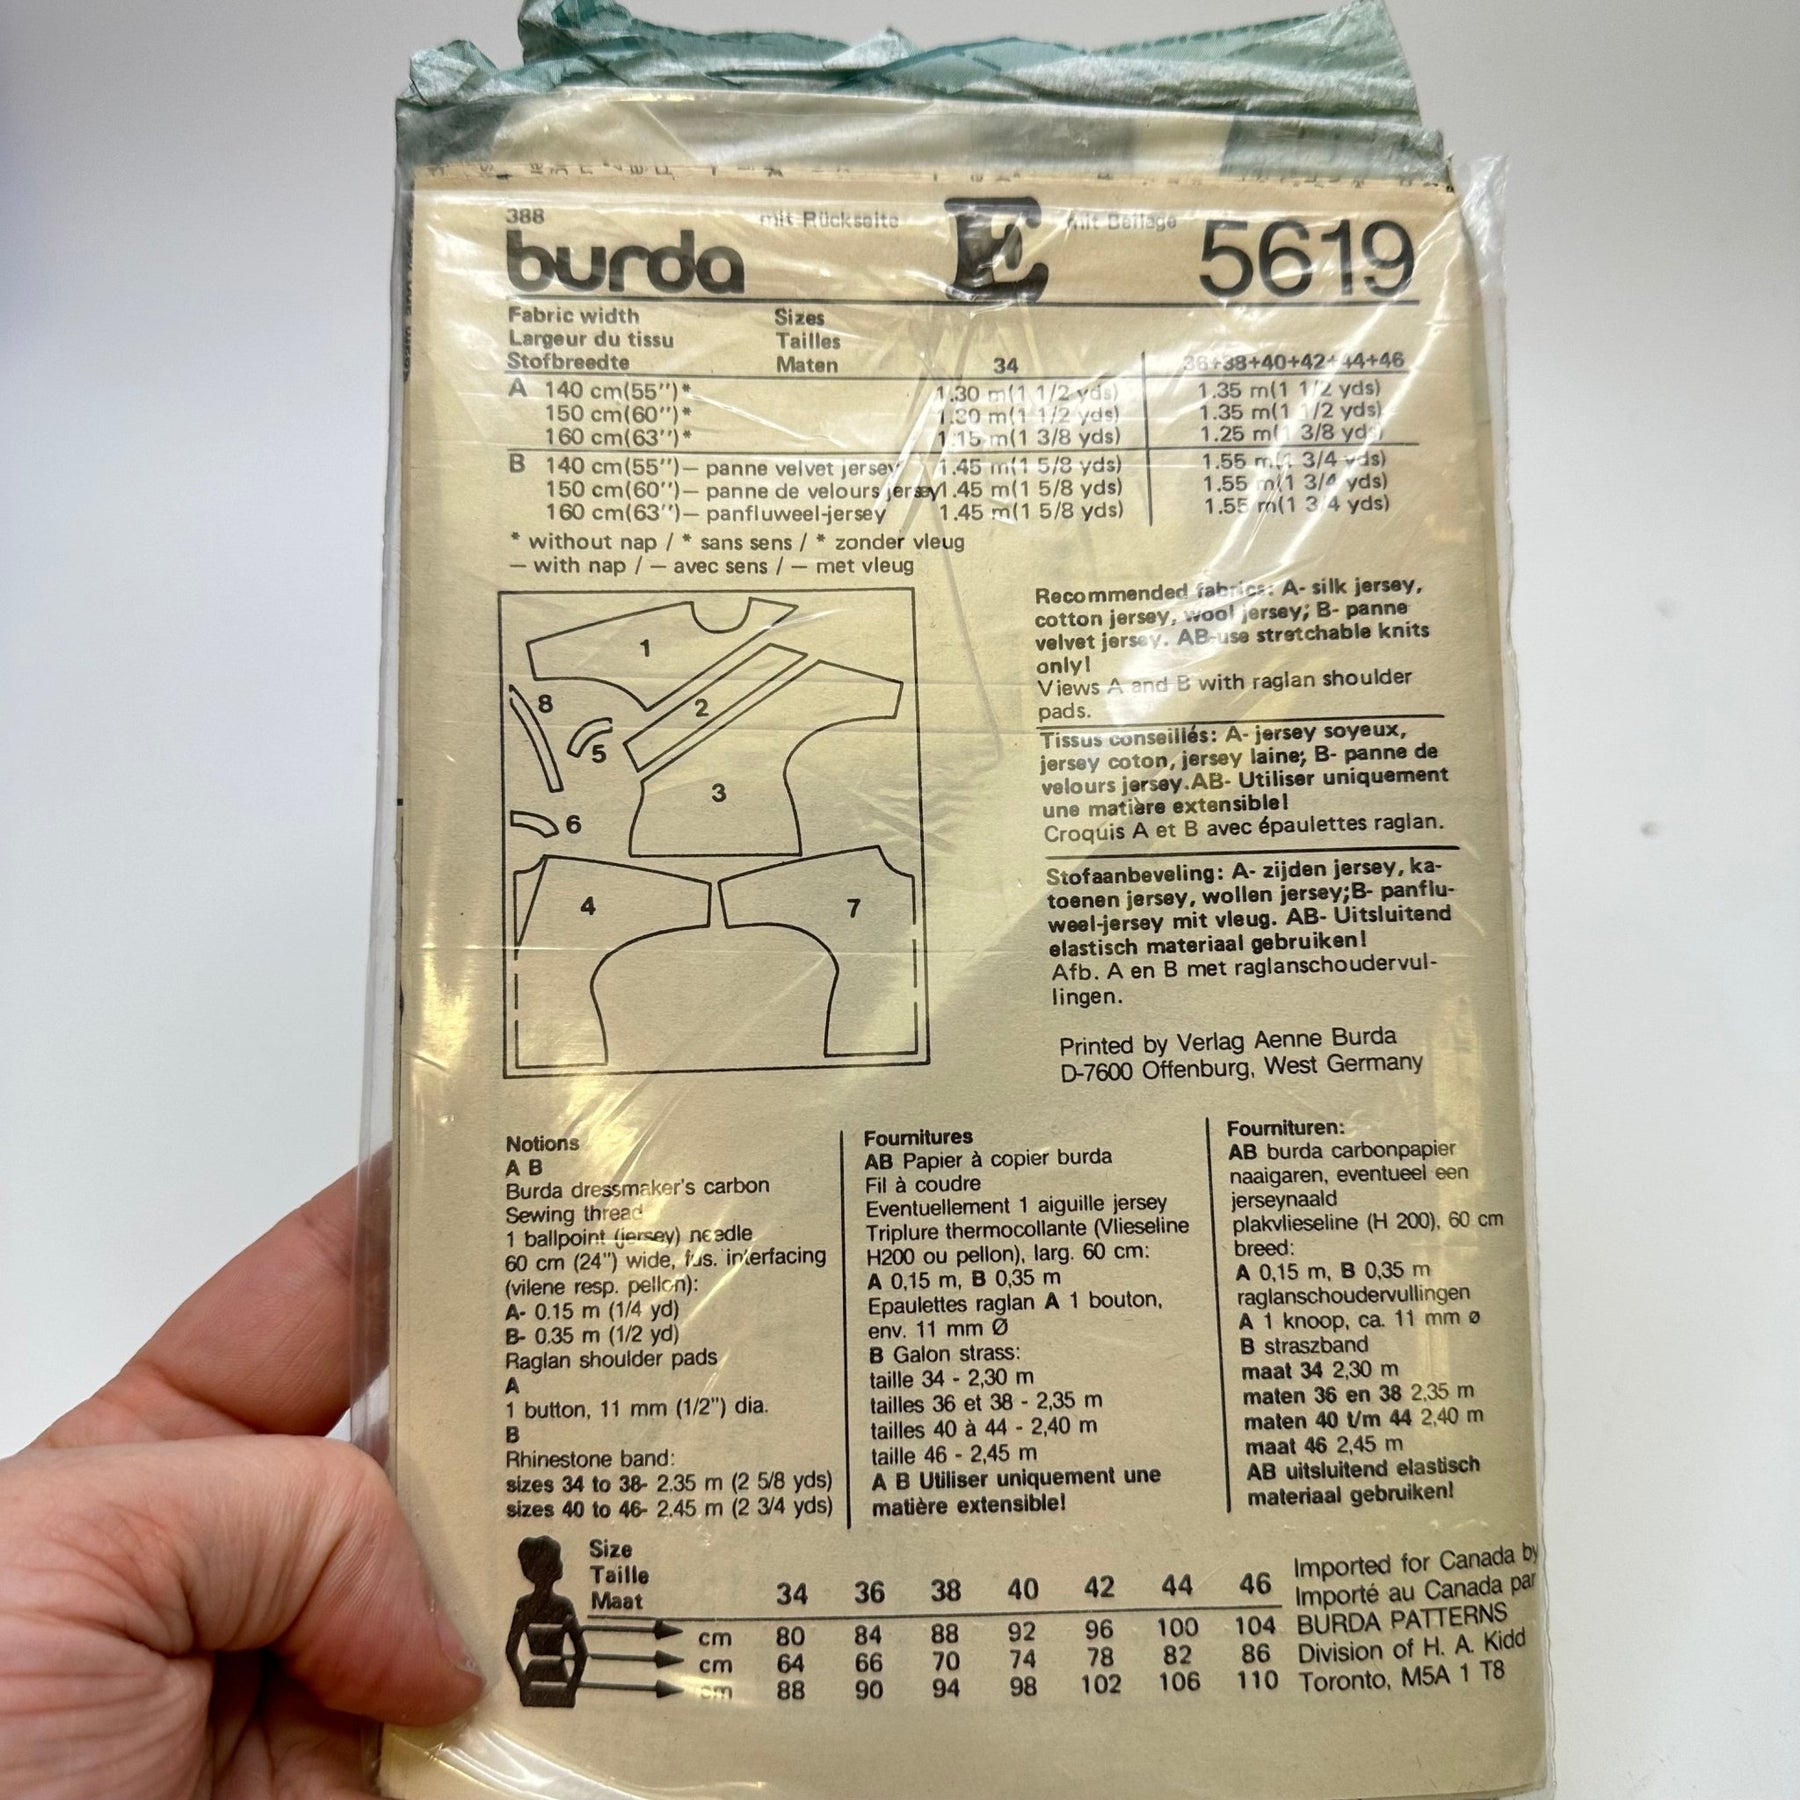 388
mit Rückseite
E
mit Beilage
5619
burda
Fabric width Sizes
Largeur du tissu Tailles
Stofbreedte Maten 34 36+38+40+42+44+46
A 140 cm(55'')* 1.30 m(1 1/2 yds) 1.35 m(1 1/2 yds)
150 cm(60'')* 1.30 m(1 1/2 yds) 1.35 m(1 1/2 yds)
160 cm(63'')* 1.15 m(1 3/8 yds) 1.25 m(1 3/8 yds)
B 140 cm(55'')— panne velvet jersey 1.45 m(1 5/8 yds) 1.55 m(1 3/4 yds)
150 cm(60'')— panne de velours jersey 1.45 m(1 5/8 yds) 1.55 m(1 3/4 yds)
160 cm(63'')— panfluweel-jersey 1.45 m(1 5/8 yds) 1.55 m(1 3/4 yds)
* without nap / * sans sens / * zonder vleug
— with nap / — avec sens / — met vleug
1
2
8
5
3
6
4
7
Recommended fabrics: A- silk jersey,
cotton jersey, wool jersey; B- panne
velvet jersey. AB-use stretchable knits
only!
Views A and B with raglan shoulder
pads.
Tissus conseillés: A- jersey soyeux,
jersey coton, jersey laine; B- panne de
velours jersey.AB- Utiliser uniquement
une matière extensible!
Croquis A et B avec épaulettes raglan.
Stofaanbeveling: A- zijden jersey, ka-
toenen jersey, wollen jersey;B- panflu-
weel-jersey mit vleug. AB- Uitsluitend
elastisch materiaal gebruiken!
Afb. A en B met raglanschoudervul-
lingen.
Printed by Verlag Aenne Burda
D-7600 Offenburg, West Germany
Notions
A B
Burda dressmaker's carbon
Sewing thread
1 ballpoint (jersey) needle
60 cm (24") wide, fus. interfacing
(vilene resp. pellon):
A- 0.15 m (1/4 yd)
B- 0.35 m (1/2 yd)
Raglan shoulder pads
A
1 button, 11 mm (1/2") dia.
B
Rhinestone band:
sizes 34 to 38- 2.35 m (2 5/8 yds)
sizes 40 to 46- 2.45 m (2 3/4 yds)
Fournitures
AB Papier à copier burda
Fil à coudre
Eventuellement 1 aiguille jersey
Triplure thermocollante (Vlieseline
H200 ou pellon), larg. 60 cm:
A 0,15 m, B 0,35 m
Epaulettes raglan A 1 bouton,
env. 11 mm Ø
B Galon strass:
taille 34 - 2,30 m
tailles 36 et 38 - 2,35 m
tailles 40 à 44 - 2,40 m
taille 46 - 2,45 m
A B Utiliser uniquement une
matière extensible!
Fournituren:
AB burda carbonpapier
naaigaren, eventueel een
jerseynaald
plakvlieseline (H 200), 60 cm
breed:
A 0,15 m, B 0,35 m
raglanschoudervullingen
A 1 knoop, ca. 11 mm ø
B straszband
maat 34 2,30 m
maten 36 en 38 2,35 m
maten 40 t/m 44 2,40 m
maat 46 2,45 m
AB uitsluitend elastisch
materiaal gebruiken!
Size
Taille
Maat 34 36 38 40 42 44 46
cm 80 84 88 92 96 100 104
cm 64 66 70 74 78 82 86
cm 88 90 94 98 102 106 110
Imported for Canada by
Importé au Canada par
BURDA PATTERNS
Division of H. A. Kidd
Toronto, M5A 1 T8